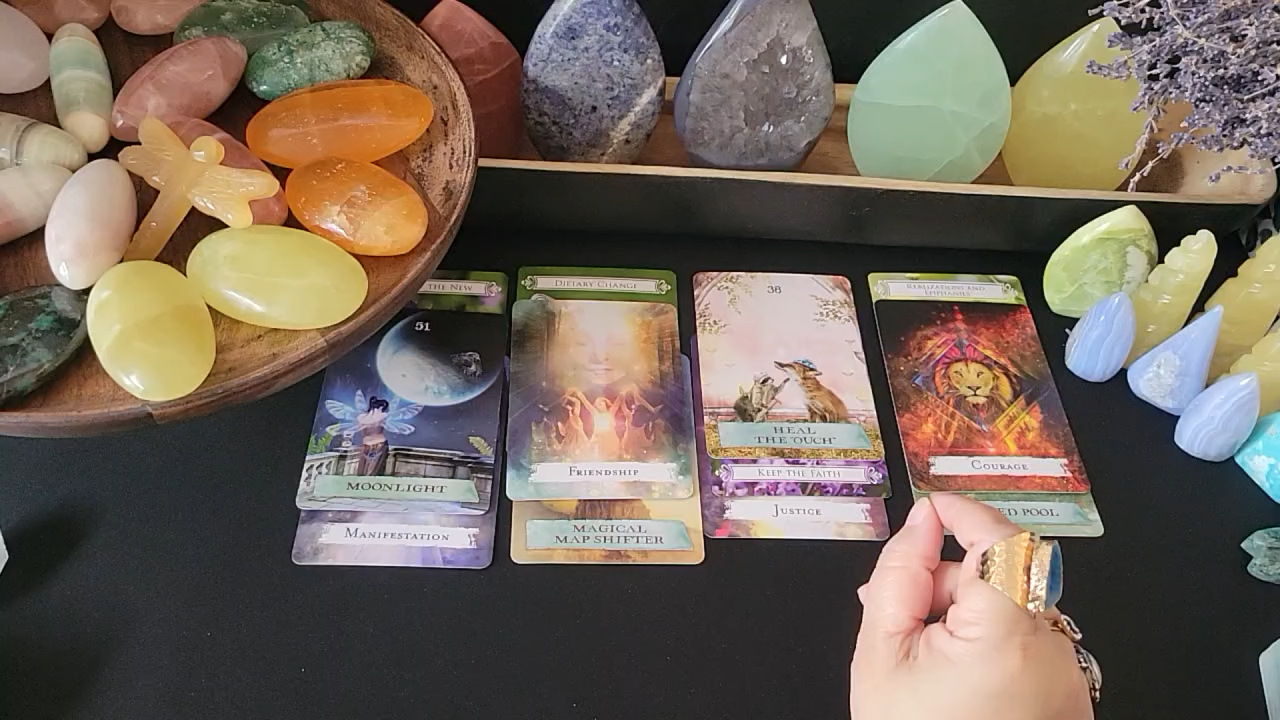 THE NEW
51
MOONLIGHT
MANIFESTATION
DIETARY CHANGE
FRIENDSHIP
MAGICAL
MAP SHIFTER
38
HEAL
THE "OUCH"
KEEP THE FAITH
JUSTICE
REALIZATIONS AND
EPIPHANIES
COURAGE
POOL